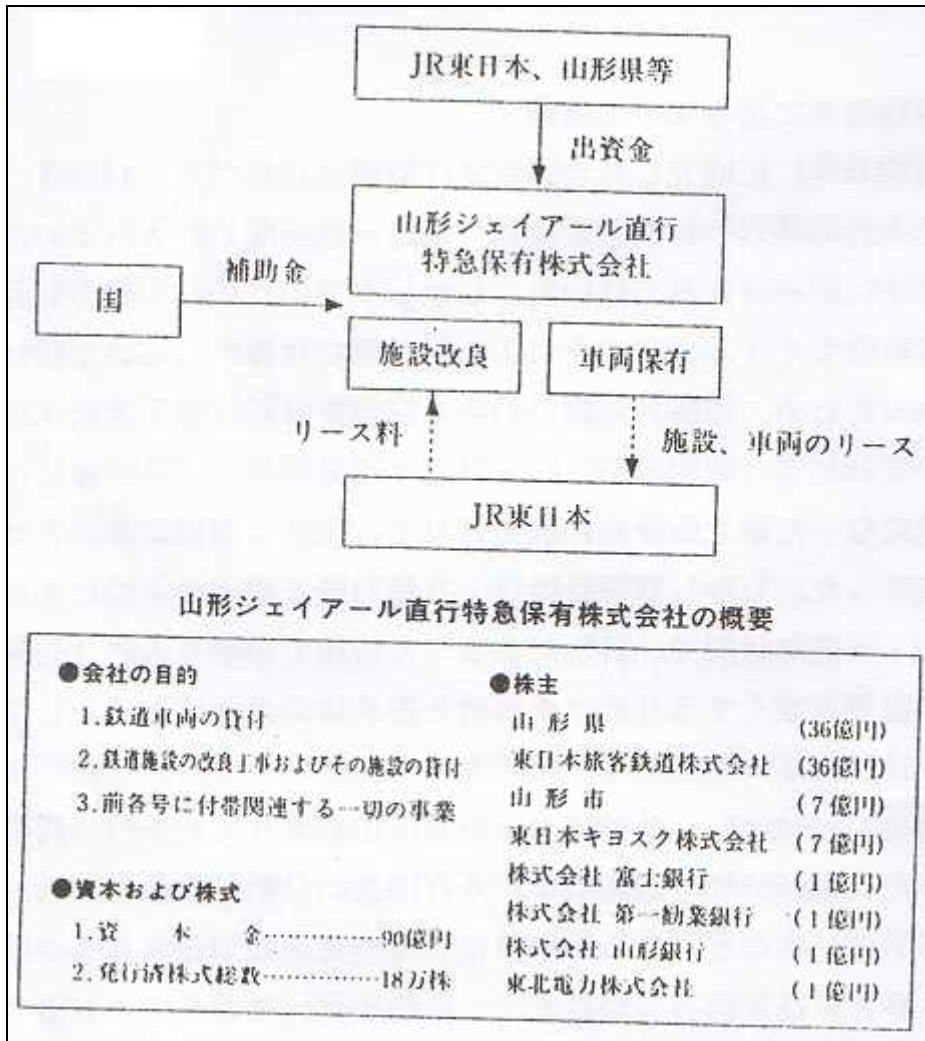 JR東日本、山形県等
出資金
山形ジェイアール直行
特急保有株式会社
国
補助金
施設改良
車両保有
リース料
施設、車両のリース
JR東日本
山形ジェイアール直行特急保有株式会社の概要
●会社の目的
1.鉄道車両の貸付
2.鉄道施設の改良工事およびその施設の貸付
3.前各号に付帯関連する一切の事業
●資本および株式
1.資本金……………90億円
2.発行済株式総数……………18万株
●株主
山形県 (36億円)
東日本旅客鉄道株式会社 (36億円)
山形市 (7億円)
東日本キヨスク株式会社 (7億円)
株式会社 富士銀行 (1億円)
株式会社 第一勧業銀行 (1億円)
株式会社 山形銀行 (1億円)
東北電力株式会社 (1億円)